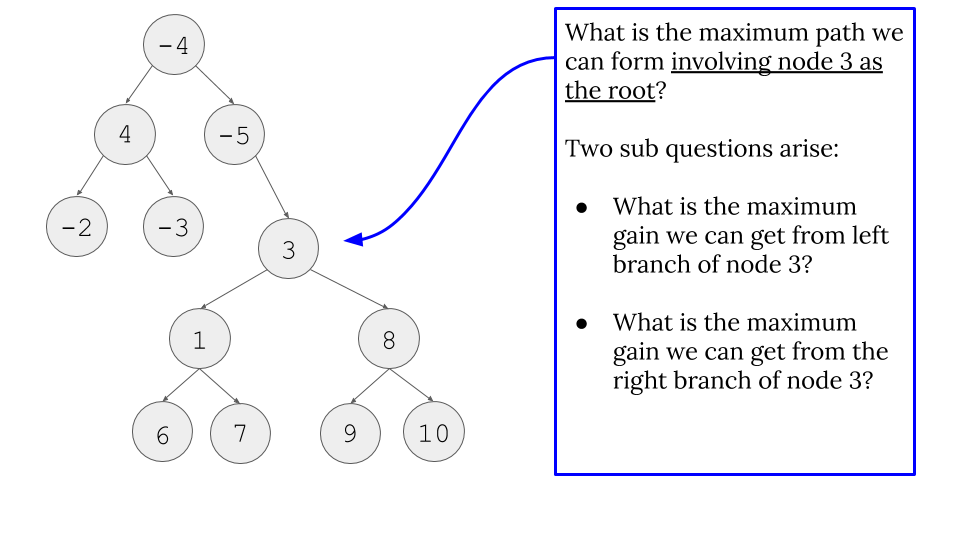 -4
4
-5
-2
-3
3
1
8
6
7
9
10
What is the maximum path we
can form involving node 3 as
the root?
Two sub questions arise:
● What is the maximum
gain we can get from left
branch of node 3?
● What is the maximum
gain we can get from the
right branch of node 3?